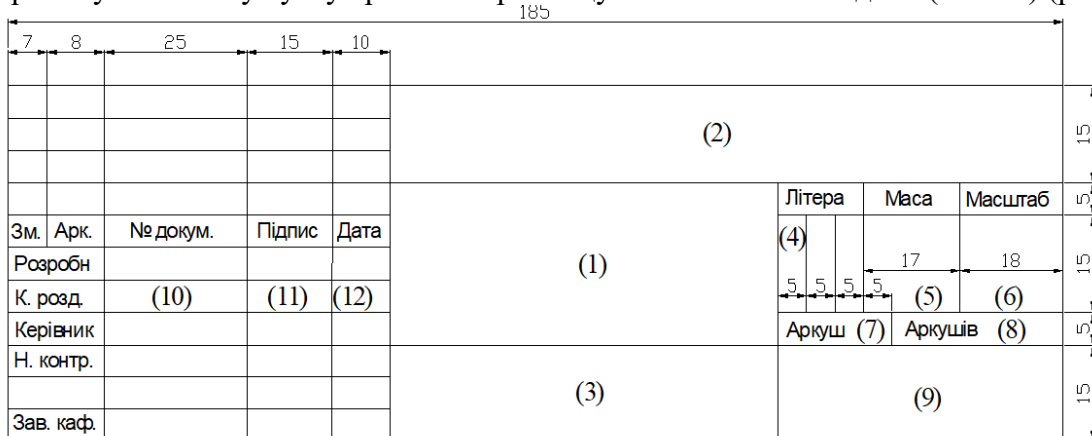 185
7 8 25 15 10
(2) 15
Літера Маса Масштаб 5
Зм. Арк. № докум. Підпис Дата (4)
Розробн (1) 17 18 15
К. розд. (10) (11) (12) 5 5 5 5 (5) (6)
Керівник Аркуш (7) Аркушів (8) 5
Н. контр.
(3) (9) 15
Зав. каф.